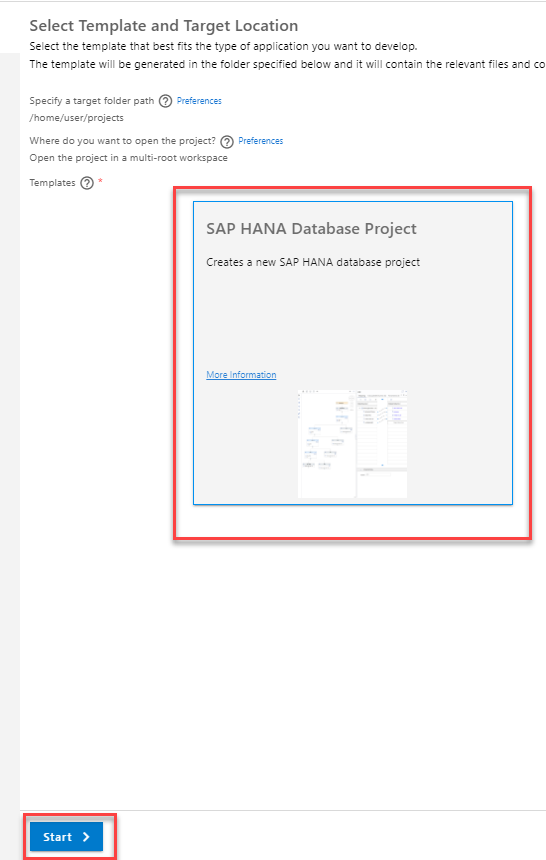 Select Template and Target Location
Select the template that best fits the type of application you want to develop.
The template will be generated in the folder specified below and it will contain the relevant files and co
Specify a target folder path ? Preferences
/home/user/projects
Where do you want to open the project? ? Preferences
Open the project in a multi-root workspace
Templates ? *
SAP HANA Database Project
Creates a new SAP HANA database project
More Information
Start >